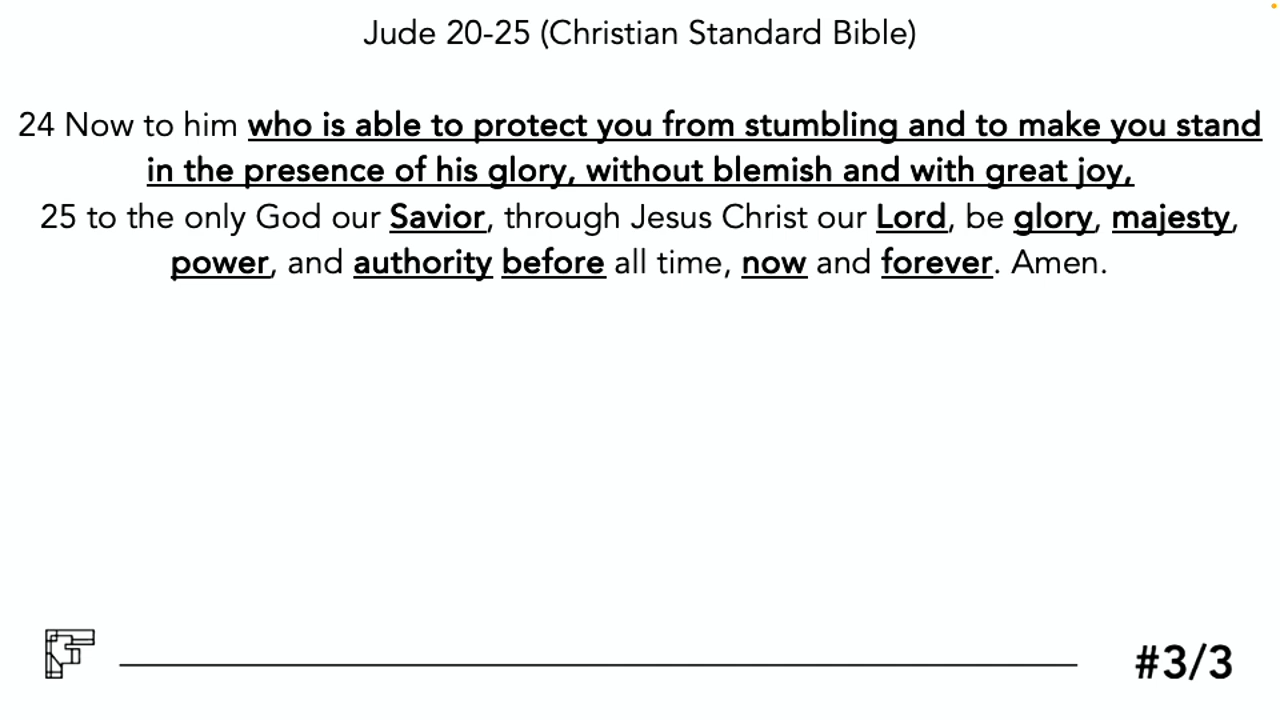 Jude 20-25 (Christian Standard Bible)
24 Now to him who is able to protect you from stumbling and to make you stand
in the presence of his glory, without blemish and with great joy,
25 to the only God our Savior, through Jesus Christ our Lord, be glory, majesty,
power, and authority before all time, now and forever. Amen.
#3/3